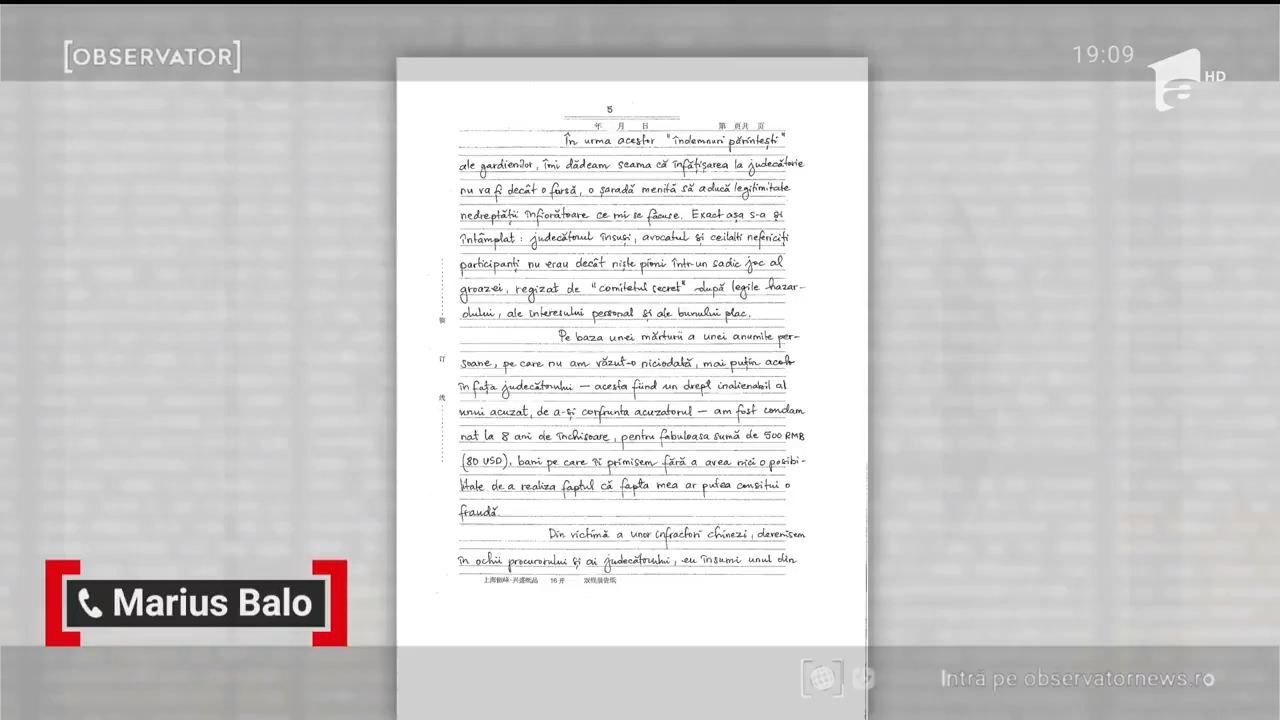 [OBSERVATOR]
19:09
HD
5
年 月 日 第 页共 页
În urma acestor "îndemnuri părintești"
ale gardienilor, îmi dădeam seama că înfățișarea la judecătorie
nu va fi decât o farsă, o șaradă menită să aducă legitimitate
nedreptății înfiorătoare ce mi se făcuse. Exact așa s-a și
întâmplat: judecătorul însuși, avocatul și ceilalți nefericiți
participanți nu erau decât niște pioni într-un sadic joc al
groazei, regizat de "comitetul secret" după legile hazar-
dului, ale interesului personal și ale bunului plac.
Pe baza unei mărturii a unei anumite per-
soane, pe care nu am văzut-o niciodată, mai puțin acolo
în fața judecătorului — acesta fiind un drept inalienabil al
unui acuzat, de a-și confrunta acuzatorul — am fost condam
nat la 8 ani de închisoare, pentru fabuloasa sumă de 500 RMB
(80 USD), bani pe care îi primisem fără a avea nici o posibi-
litate de a realiza faptul că fapta mea ar putea consitui o
fraudă.
Din victimă a unor infractori chinezi, devenisem
în ochii procurorului și ai judecătorului, eu însumi unul din
订
线
16开
Marius Balo
Intră pe observatornews.ro